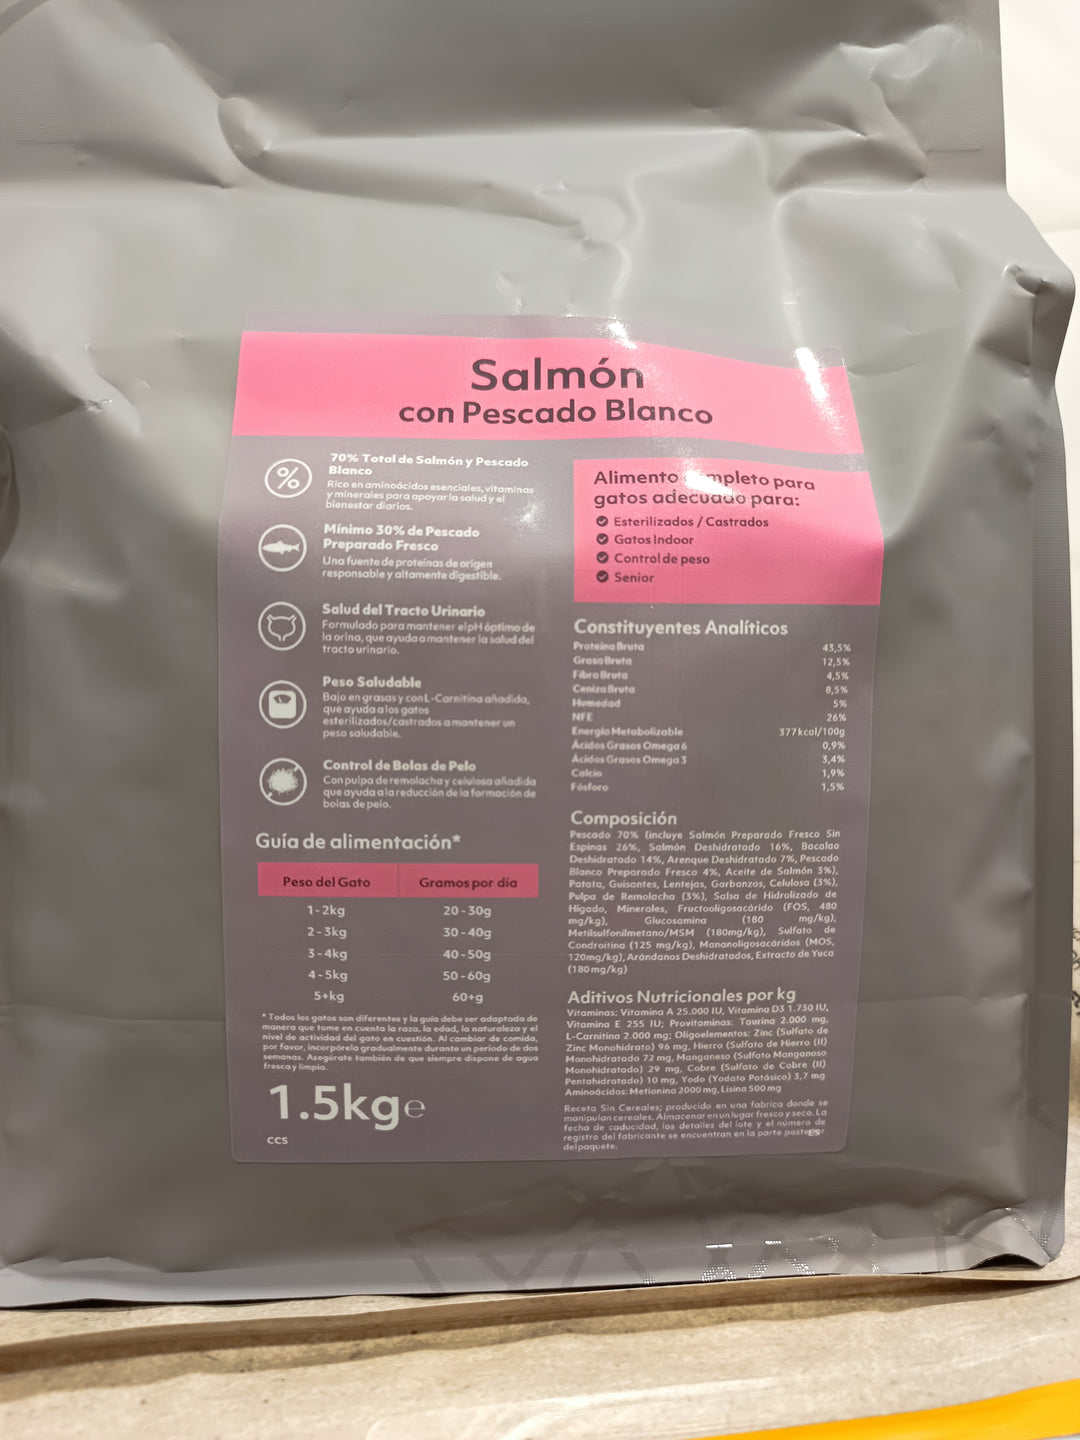 Salmón
con Pescado Blanco
70% Total de Salmón y Pescado
Blanco
Rico en aminoácidos esenciales, vitaminas
y minerales para apoyar la salud y el
bienestar diarios.
Mínimo 30% de Pescado
Preparado Fresco
Una fuente de proteínas de origen
responsable y altamente digestible.
Salud del Tracto Urinario
Formulado para mantener el pH óptimo de
la orina, que ayuda a mantener la salud del
tracto urinario.
Peso Saludable
Bajo en grasas y con L-Carnitina añadida,
que ayuda a los gatos
esterilizados/castrados a mantener un
peso saludable.
Control de Bolas de Pelo
Con pulpa de remolacha y celulosa añadida
que ayuda a la reducción de la formación de
bolas de pelo.
Guía de alimentación*
Peso del Gato Gramos por día
1-2kg 20-30g
2-3kg 30-40g
3-4kg 40-50g
4-5kg 50-60g
5+kg 60+g
* Todos los gatos son diferentes y la guía debe ser adaptada de
manera que tome en cuenta la raza, la edad, la naturaleza y el
nivel de actividad del gato en cuestión. Al cambiar de comida,
por favor, incorpórela gradualmente durante un período de dos
semanas. Asegúrate también de que siempre dispone de agua
fresca y limpia.
1.5kg e
CCS
Alimento completo para
gatos adecuado para:
Esterilizados / Castrados
Gatos Indoor
Control de peso
Senior
Constituyentes Analíticos
Proteína Bruta 43,5%
Grasa Bruta 12,5%
Fibra Bruta 4,5%
Ceniza Bruta 8,5%
Humedad 5%
NFE 26%
Energía Metabolizable 377kcal/100g
Ácidos Grasos Omega 6 0,9%
Ácidos Grasos Omega 3 3,4%
Calcio 1,9%
Fósforo 1,5%
Composición
Pescado 70% (incluye Salmón Preparado Fresco Sin
Espinas 26%, Salmón Deshidratado 16%, Bacalao
Deshidratado 14%, Arenque Deshidratado 7%, Pescado
Blanco Preparado Fresco 4%, Aceite de Salmón 3%),
Patata, Guisantes, Lentejas, Garbanzos, Celulosa (3%),
Pulpa de Remolacha (3%), Salsa de Hidrolizado de
Hígado, Minerales, Fructooligosacárido (FOS, 480
mg/kg), Glucosamina (180 mg/kg),
Metilsulfonilmetano/MSM (180mg/kg), Sulfato de
Condroitina (125 mg/kg), Mananoligosacáridos (MOS,
120mg/kg), Arándanos Deshidratados, Extracto de Yuca
(180 mg/kg)
Aditivos Nutricionales por kg
Vitaminas: Vitamina A 25.000 IU, Vitamina D3 1.730 IU,
Vitamina E 255 IU; Provitaminas: Taurina 2.000 mg,
L-Carnitina 2.000 mg; Oligoelementos: Zinc (Sulfato de
Zinc Monohidrato) 96 mg, Hierro (Sulfato de Hierro (II)
Monohidratado 72 mg, Manganeso (Sulfato Manganoso
Monohidratado) 29 mg, Cobre (Sulfato de Cobre (II)
Pentahidratado) 10 mg, Yodo (Yodato Potásico) 3,7 mg
Aminoácidos: Metionina 2000 mg, Lisina 500 mg
Receta Sin Cereales; producido en una fabrica donde se
manipulan cereales. Almacenar en un lugar fresco y seco. La
fecha de caducidad, los detalles del lote y el número de
registro del fabricante se encuentran en la parte posterior
del paquete.
ES